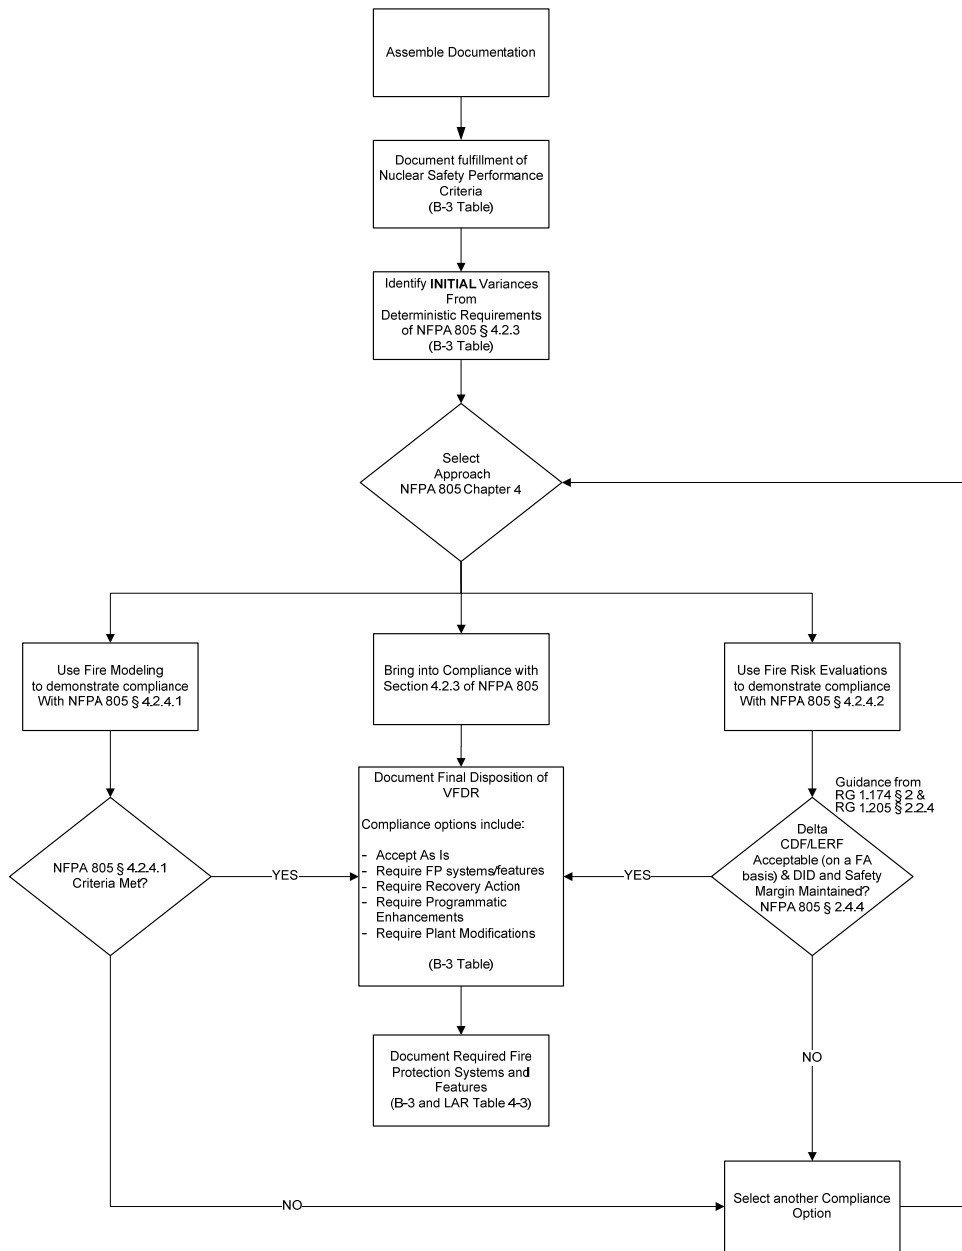 Assemble Documentation
Document fulfillment of
Nuclear Safety Performance
Criteria
(B-3 Table)
Identify INITIAL Variances
From
Deterministic Requirements
of NFPA 805 § 4.2.3
(B-3 Table)
Select
Approach
NFPA 805 Chapter 4
Use Fire Modeling
to demonstrate compliance
With NFPA 805 § 4.2.4.1
Bring into Compliance with
Section 4.2.3 of NFPA 805
Use Fire Risk Evaluations
to demonstrate compliance
With NFPA 805 § 4.2.4.2
Guidance from
RG 1.174 § 2 &
RG 1.205 § 2.2.4
NFPA 805 § 4.2.4.1
Criteria Met?
YES
Document Final Disposition of
VFDR
Compliance options include:
- Accept As Is
- Require FP systems/features
- Require Recovery Action
- Require Programmatic
Enhancements
- Require Plant Modifications
(B-3 Table)
YES
Delta
CDF/LERF
Acceptable (on a FA
basis) & DID and Safety
Margin Maintained?
NFPA 805 § 2.4.4
Document Required Fire
Protection Systems and
Features
(B-3 and LAR Table 4-3)
NO
NO
Select another Compliance
Option